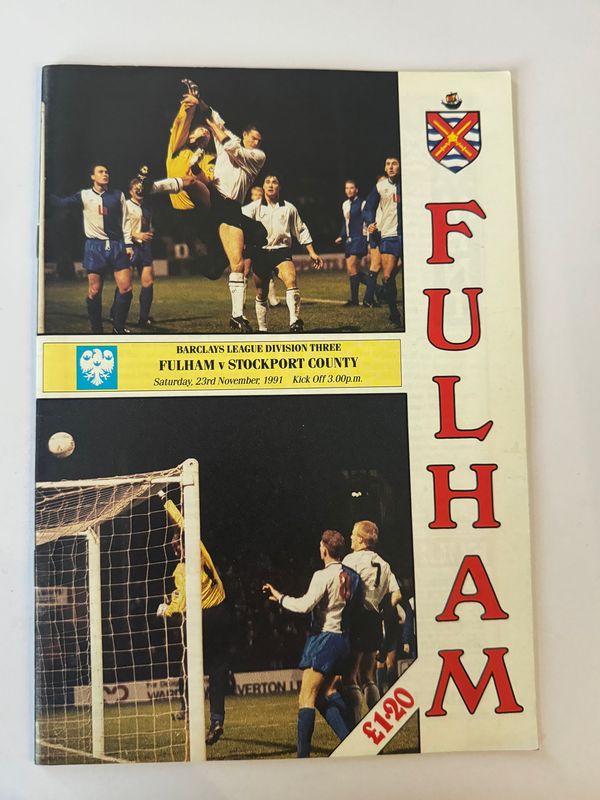 BARCLAYS LEAGUE DIVISION THREE
FULHAM v STOCKPORT COUNTY
Saturday, 23rd November, 1991 Kick Off 3.00p.m.
FULHAM
£1·20